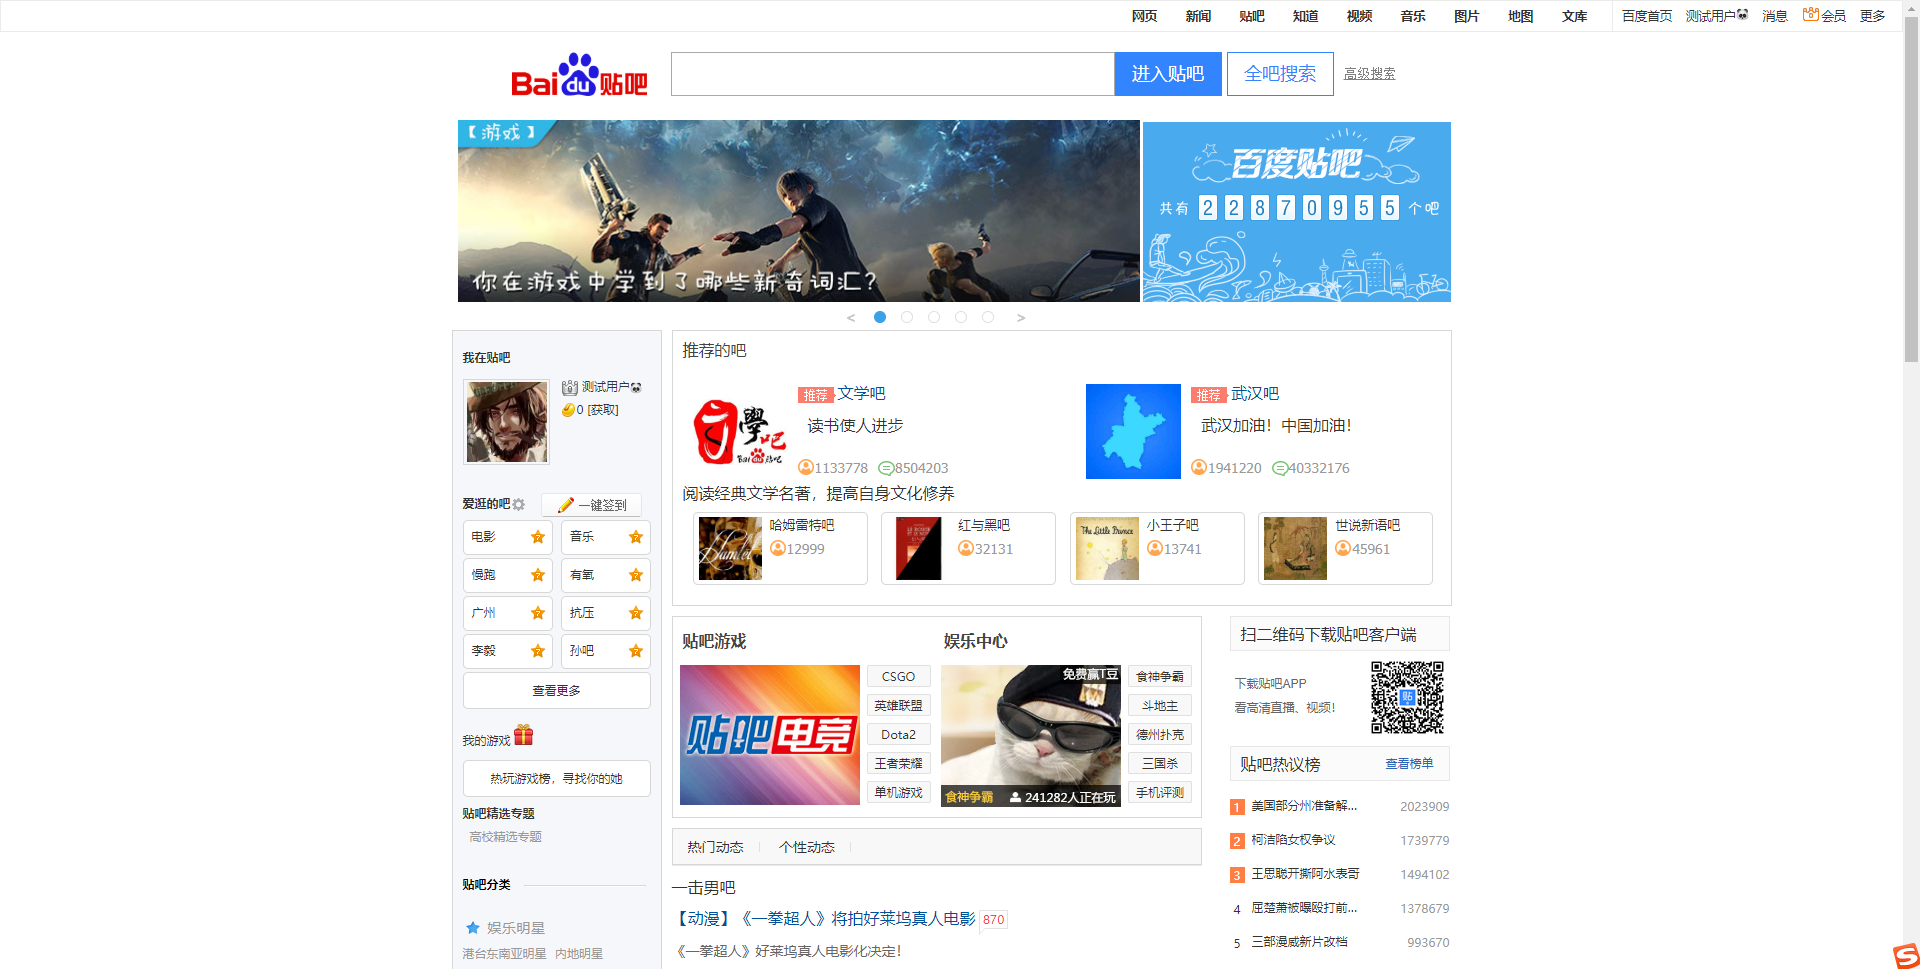 网页 新闻 贴吧 知道 视频 音乐 图片 地图 文库 百度首页 测试用户 消息 会员 更多
Bai du 贴吧
进入贴吧 全吧搜索 高级搜索
【游戏】
你在游戏中学到了哪些新奇词汇？
百度贴吧
共有 2 2 8 7 0 9 5 5 个吧
< >
我在贴吧
测试用户
0 [获取]
爱逛的吧 一键签到
电影 音乐
慢跑 有氧
广州 抗压
李毅 孙吧
查看更多
我的游戏
热玩游戏榜，寻找你的她
贴吧精选专题
高校精选专题
贴吧分类
娱乐明星
港台东南亚明星 内地明星
推荐的吧
學吧
Bai du 贴吧
推荐 文学吧
读书使人进步
1133778 8504203
推荐 武汉吧
武汉加油！中国加油！
1941220 40332176
阅读经典文学名著，提高自身文化修养
Hamlet
哈姆雷特吧
12999
红与黑吧
32131
The Little Prince
小王子吧
13741
世说新语吧
45961
贴吧游戏
贴吧电竞
CSGO
英雄联盟
Dota2
王者荣耀
单机游戏
娱乐中心
免费赢T豆
食神争霸 241282人正在玩
食神争霸
斗地主
德州扑克
三国杀
手机评测
热门动态 个性动态
一击男吧
【动漫】《一拳超人》将拍好莱坞真人电影 870
《一拳超人》好莱坞真人电影化决定！
扫二维码下载贴吧客户端
下载贴吧APP
看高清直播、视频！
贴
贴吧热议榜 查看榜单
1 美国部分州准备解... 2023909
2 柯洁陷女权争议 1739779
3 王思聪开撕阿水表哥 1494102
4 屈楚萧被曝殴打前... 1378679
5 三部漫威新片改档 993670
S